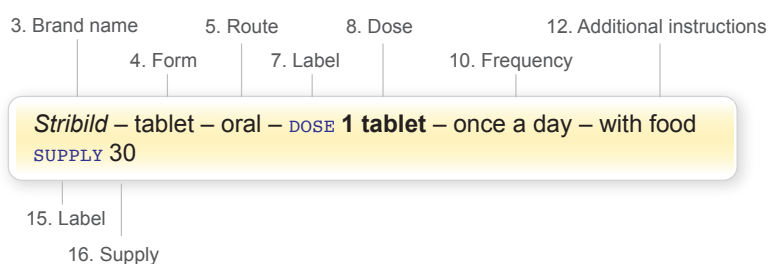 3. Brand name 5. Route 8. Dose 12. Additional instructions
4. Form 7. Label 10. Frequency
Stribild – tablet – oral – DOSE 1 tablet – once a day – with food
SUPPLY 30
15. Label
16. Supply